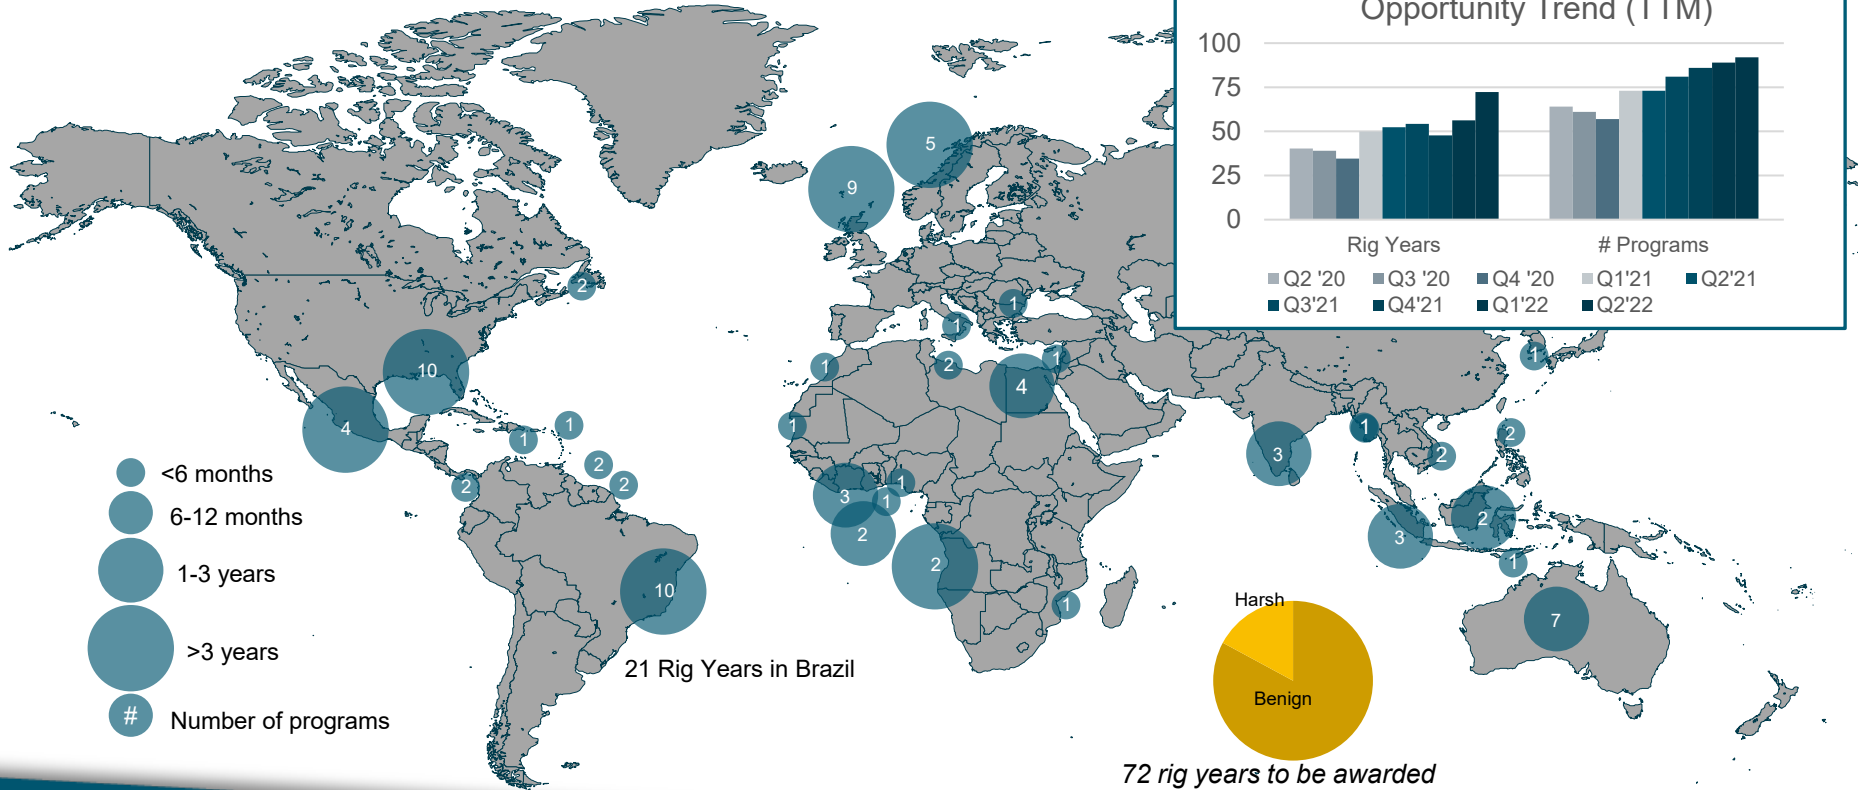 Opportunity Trend (TTM)
100
75
50
25
0
Rig Years
# Programs
Q2 '20
Q3 '20
Q4 '20
Q1'21
Q2'21
Q3'21
Q4'21
Q1'22
Q2'22
5
9
2
1
1
10
1
2
1
4
1
4
1
1
1
1
3
1
2
2
2
2
2
3
1
1
2
2
3
2
1
2
10
1
7
<6 months
6-12 months
1-3 years
>3 years
# Number of programs
21 Rig Years in Brazil
Harsh
Benign
72 rig years to be awarded